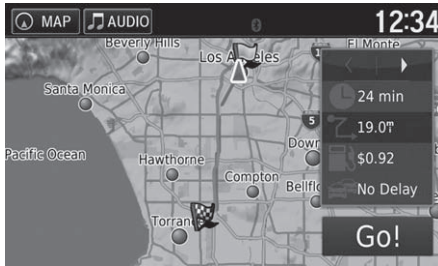 MAP
AUDIO
12:34
Beverly Hills
El Monte
Los Angeles
Santa Monica
24 min
5
19.0
Pacific Ocean
Hawthorne
$0.92
Compton
No Delay
Torran
Go!